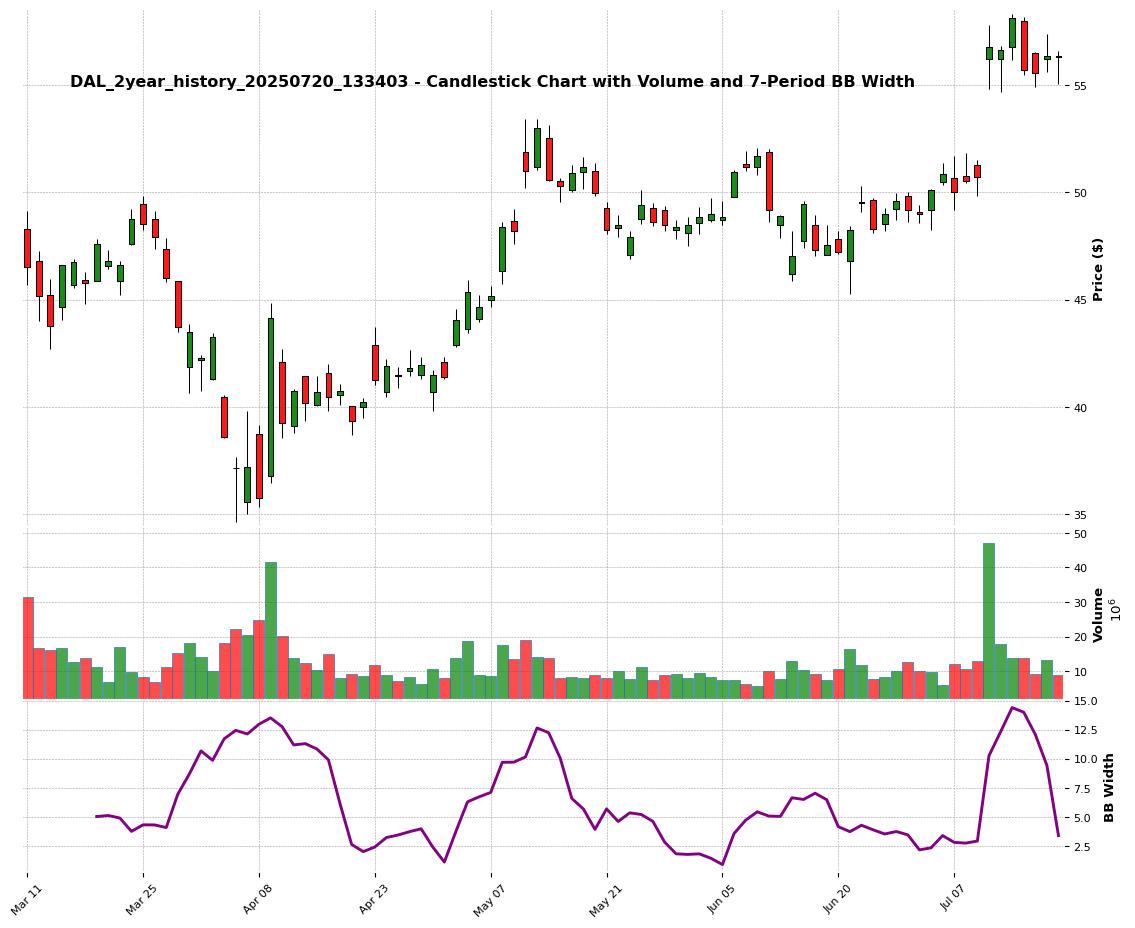 DAL_2year_history_20250720_133403 - Candlestick Chart with Volume and 7-Period BB Width
55
50
45
40
35
Price ($)
50
40
30
20
10
Volume
10^6
15.0
12.5
10.0
7.5
5.0
2.5
BB Width
Mar 11
Mar 25
Apr 08
Apr 23
May 07
May 21
Jun 05
Jun 20
Jul 07